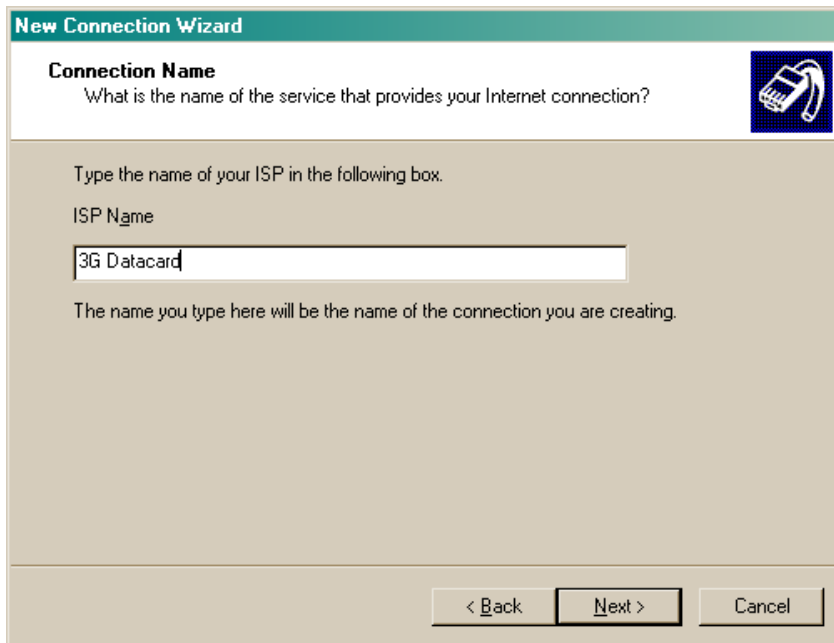 New Connection Wizard
Connection Name
What is the name of the service that provides your Internet connection?
Type the name of your ISP in the following box.
ISP Name
3G Datacard
The name you type here will be the name of the connection you are creating.
< Back
Next >
Cancel